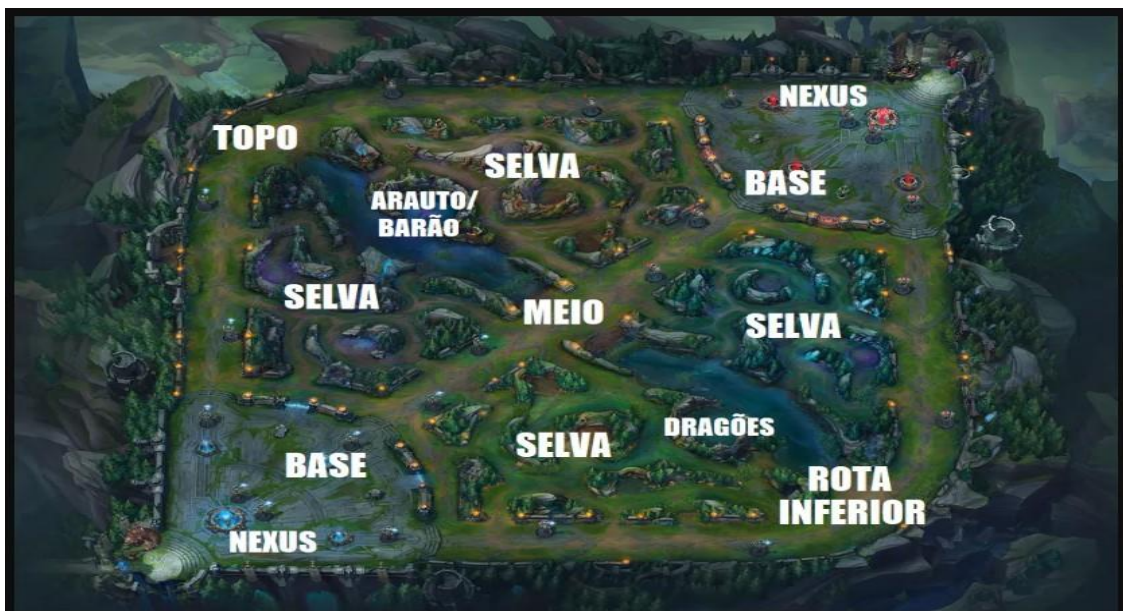 NEXUS
TOPO
SELVA
BASE
ARAUTO/
BARÃO
SELVA
MEIO
SELVA
DRAGÕES
SELVA
BASE
ROTA
INFERIOR
NEXUS